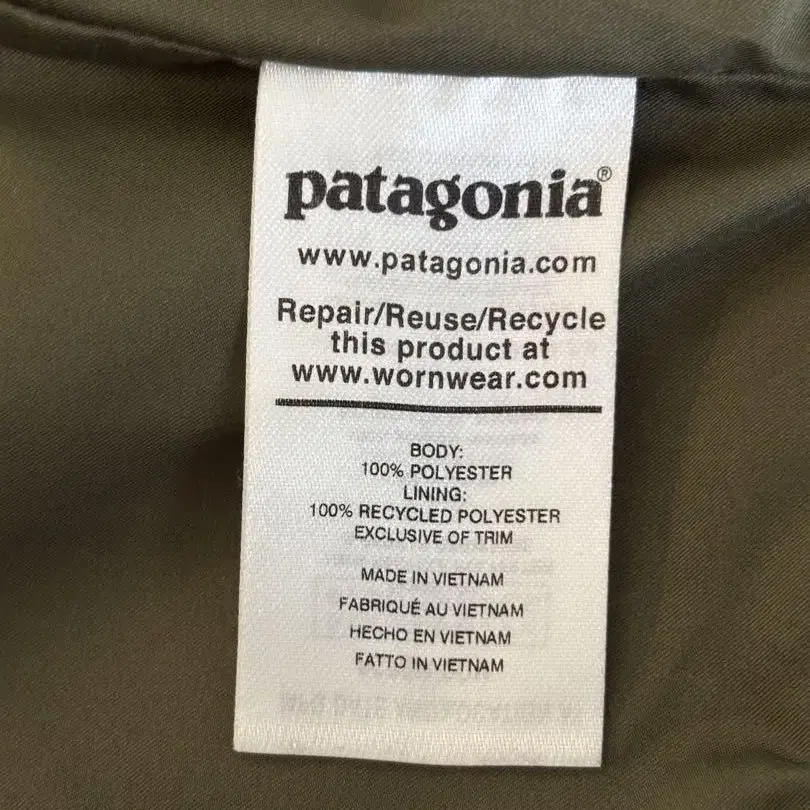 patagonia®
www.patagonia.com
Repair/Reuse/Recycle
this product at
www.wornwear.com
BODY:
100% POLYESTER
LINING:
100% RECYCLED POLYESTER
EXCLUSIVE OF TRIM
MADE IN VIETNAM
FABRIQUÉ AU VIETNAM
HECHO EN VIETNAM
FATTO IN VIETNAM